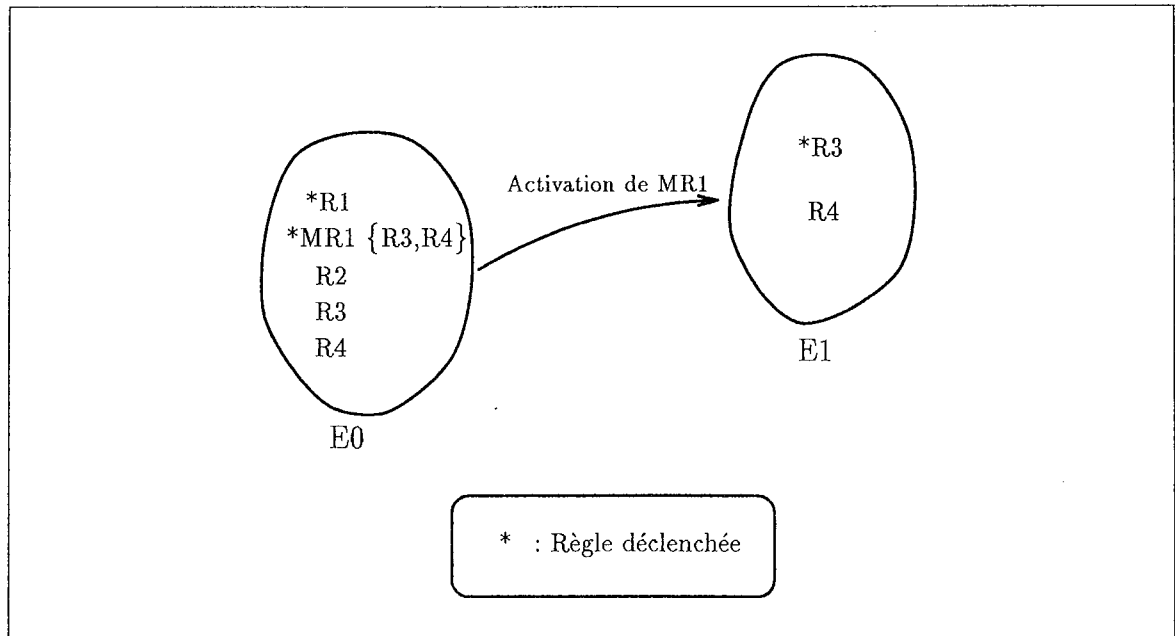 *R1
*MR1 {R3,R4}
R2
R3
R4
E0
Activation de MR1
*R3
R4
E1
* : Règle déclenchée